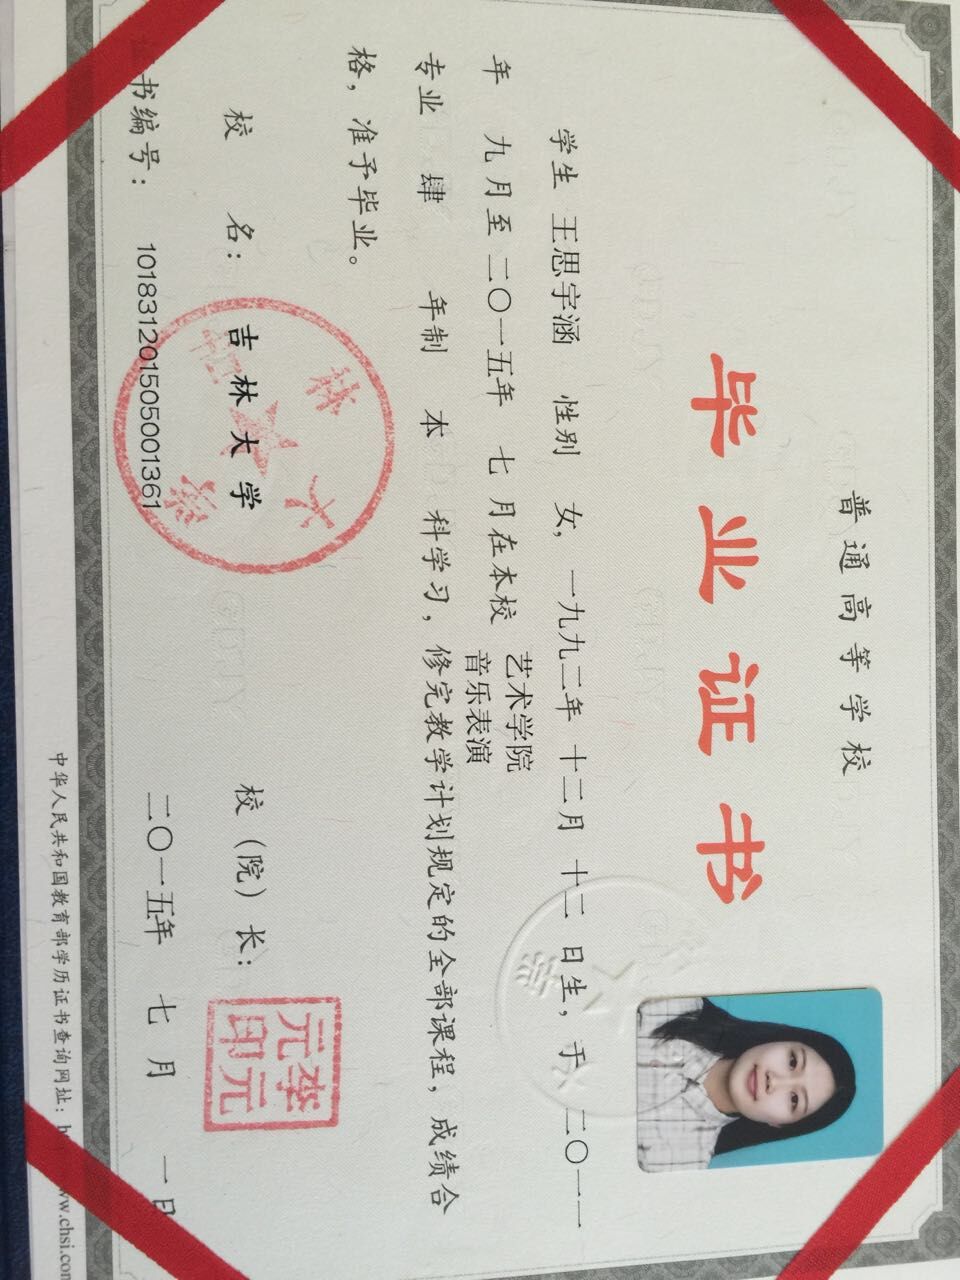 普通高等学校
毕业证书
学生 王思宇涵 性别 女，一九九二年 十二月 十二 日生，于 二〇一一
年 九月至 二〇一五年 七 月在本校 艺术学院
音乐表演
专业 肆 年制 本 科学习，修完教学计划规定的全部课程，成绩合
格，准予毕业。
校 名：吉林大学 校（院）长：
李元元印
吉林大学
证书编号：101831201505001361 二〇一五年 七 月 一日
中华人民共和国教育部学历证书查询网址：www.chsi.com